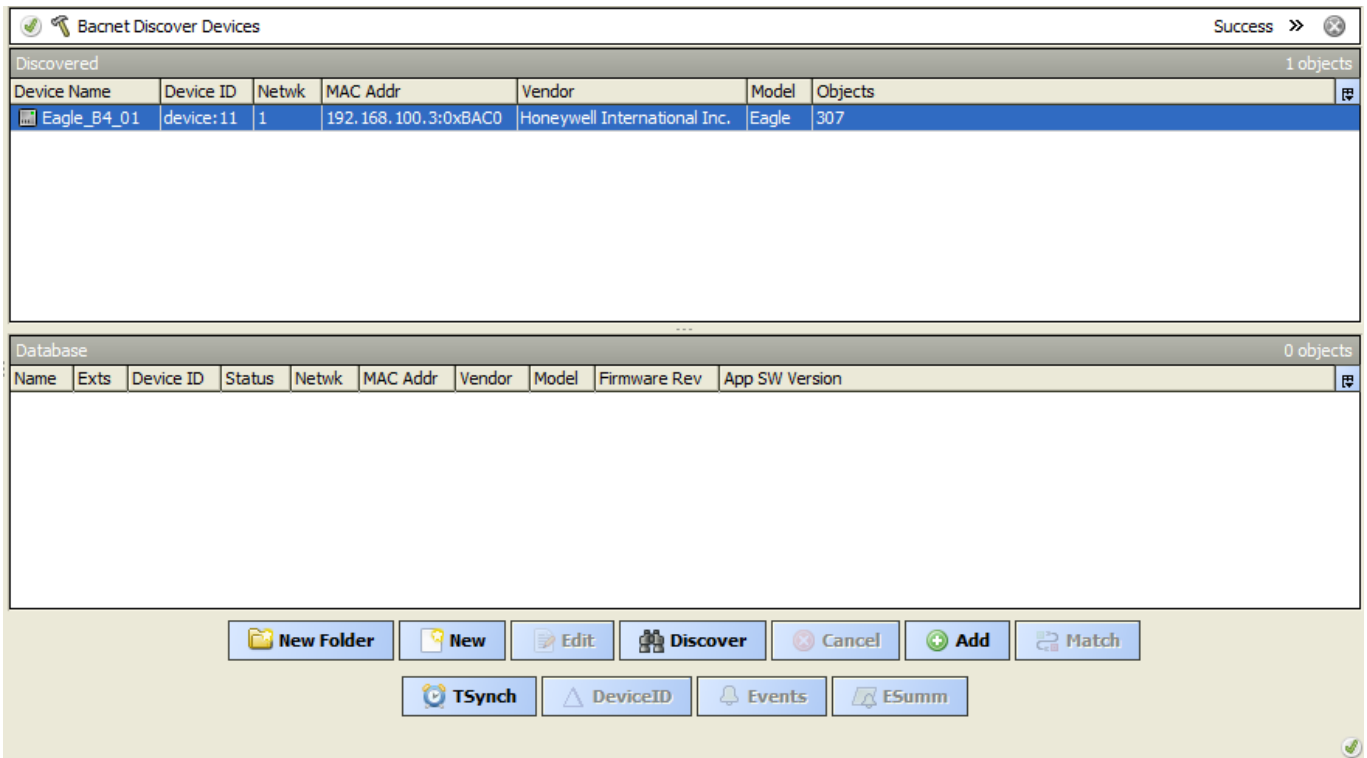 Bacnet Discover Devices Success »
Discovered 1 objects
Device Name Device ID Netwk MAC Addr Vendor Model Objects
Eagle_B4_01 device:11 1 192.168.100.3:0xBAC0 Honeywell International Inc. Eagle 307
Database 0 objects
Name Exts Device ID Status Netwk MAC Addr Vendor Model Firmware Rev App SW Version
New Folder New Edit Discover Cancel Add Match
TSynch DeviceID Events ESumm